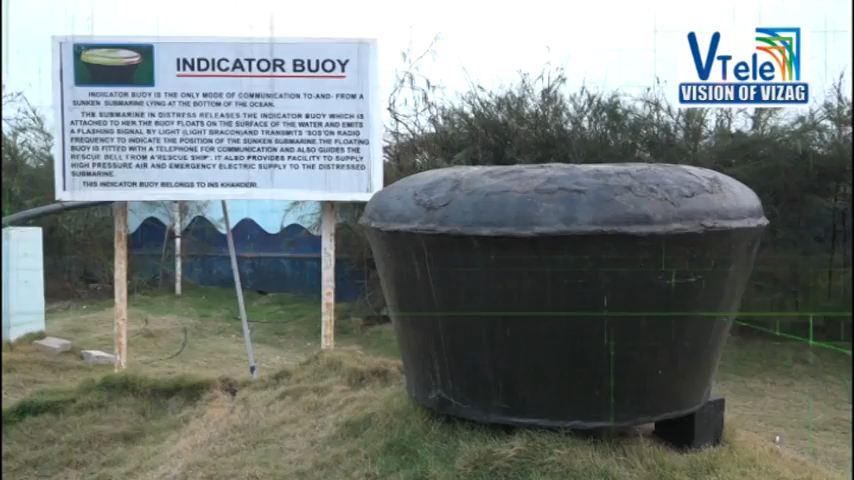 INDICATOR BUOY
INDICATOR BUOY IS THE ONLY MODE OF COMMUNICATION TO-AND- FROM A
SUNKEN SUBMARINE LYING AT THE BOTTOM OF THE OCEAN.
THE SUBMARINE IN DISTRESS RELEASES THE INDICATOR BUOY WHICH IS
ATTACHED TO HER.THE BUOY FLOATS ON THE SURFACE OF THE WATER AND EMITS
A FLASHING SIGNAL BY LIGHT (LIGHT BRACON)AND TRANSMITS 'SOS'ON RADIO
FREQUENCY TO INDICATE THE POSITION OF THE SUNKEN SUBMARINE.THE FLOATING
BUOY IS FITTED WITH A TELEPHONE FOR COMMUNICATION AND ALSO GUIDES THE
RESCUE BELL FROM A'RESCUE SHIP'. IT ALSO PROVIDES FACILITY TO SUPPLY
HIGH PRESSURE AIR AND EMERGENCY ELECTRIC SUPPLY TO THE DISTRESSED
SUBMARINE.
THIS INDICATOR BUOY BELONGS TO INS KHANDERI.
VTele
VISION OF VIZAG